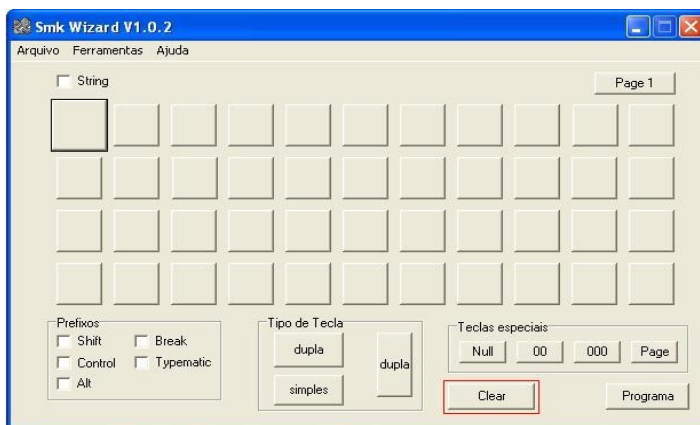 Smk Wizard V1.0.2
Arquivo Ferramentas Ajuda
String
Page 1
Prefixos
Shift Break
Control Typematic
Alt
Tipo de Tecla
dupla
dupla
simples
Teclas especiais
Null 00 000 Page
Clear
Programa